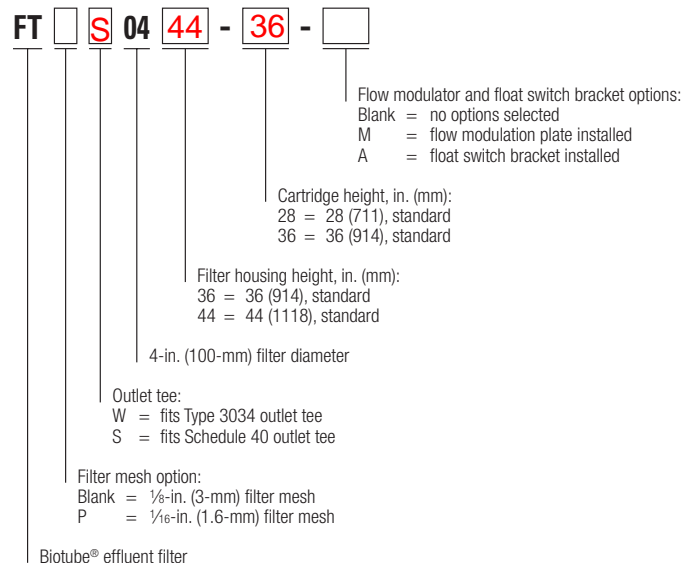 FT S 04 44 - 36 -
Flow modulator and float switch bracket options:
Blank = no options selected
M = flow modulation plate installed
A = float switch bracket installed
Cartridge height, in. (mm):
28 = 28 (711), standard
36 = 36 (914), standard
Filter housing height, in. (mm):
36 = 36 (914), standard
44 = 44 (1118), standard
4-in. (100-mm) filter diameter
Outlet tee:
W = fits Type 3034 outlet tee
S = fits Schedule 40 outlet tee
Filter mesh option:
Blank = ⅛-in. (3-mm) filter mesh
P = 1⁄16-in. (1.6-mm) filter mesh
Biotube® effluent filter